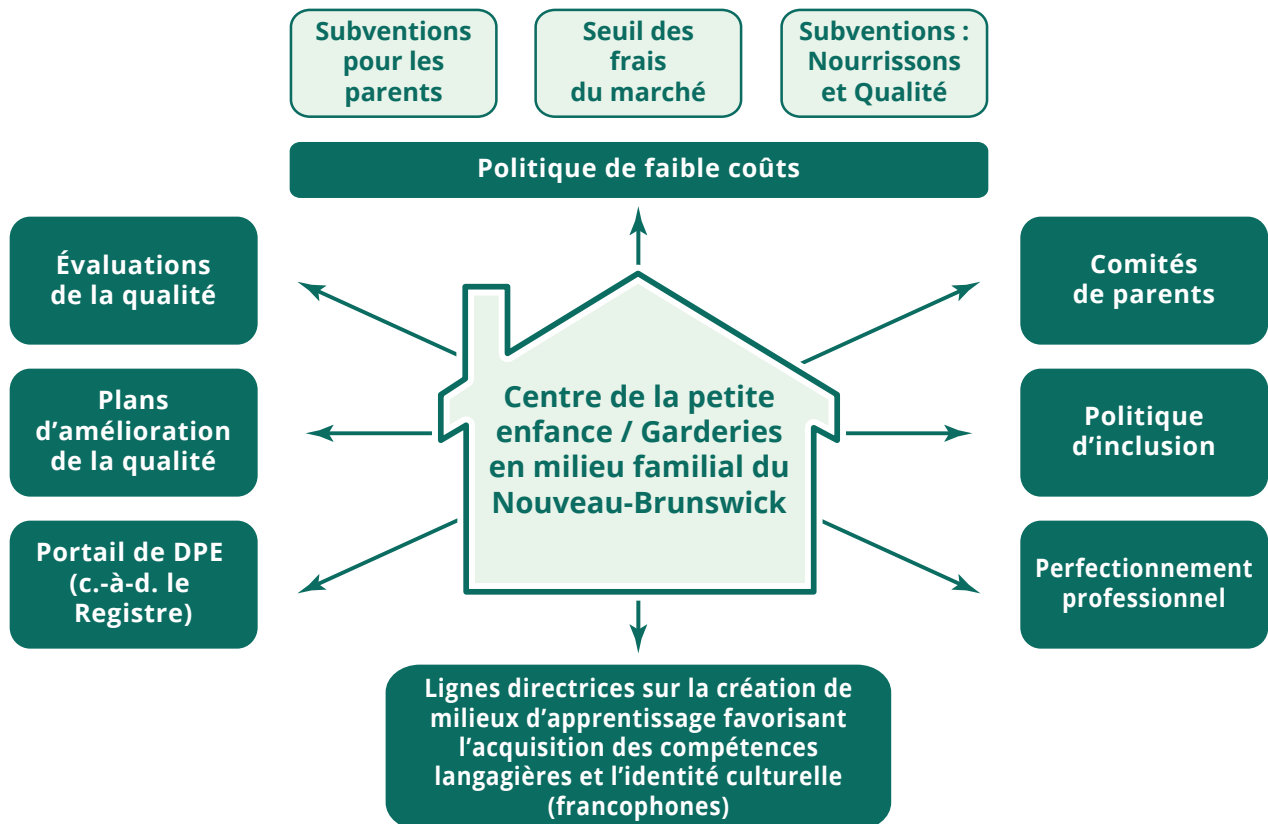 Subventions
pour les
parents
Seuil des
frais
du marché
Subventions :
Nourrissons
et Qualité
Politique de faible coûts
Évaluations
de la qualité
Comités
de parents
Centre de la petite
enfance / Garderies
en milieu familial du
Nouveau-Brunswick
Plans
d’amélioration
de la qualité
Politique
d’inclusion
Portail de DPE
(c.-à-d. le
Registre)
Perfectionnement
professionnel
Lignes directrices sur la création de
milieux d’apprentissage favorisant
l’acquisition des compétences
langagières et l’identité culturelle
(francophones)